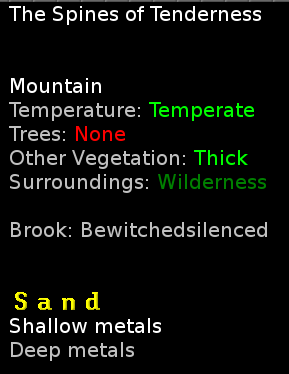 The Spines of Tenderness
Mountain
Temperature: Temperate
Trees: None
Other Vegetation: Thick
Surroundings: Wilderness
Brook: Bewitchedsilenced
Sand
Shallow metals
Deep metals